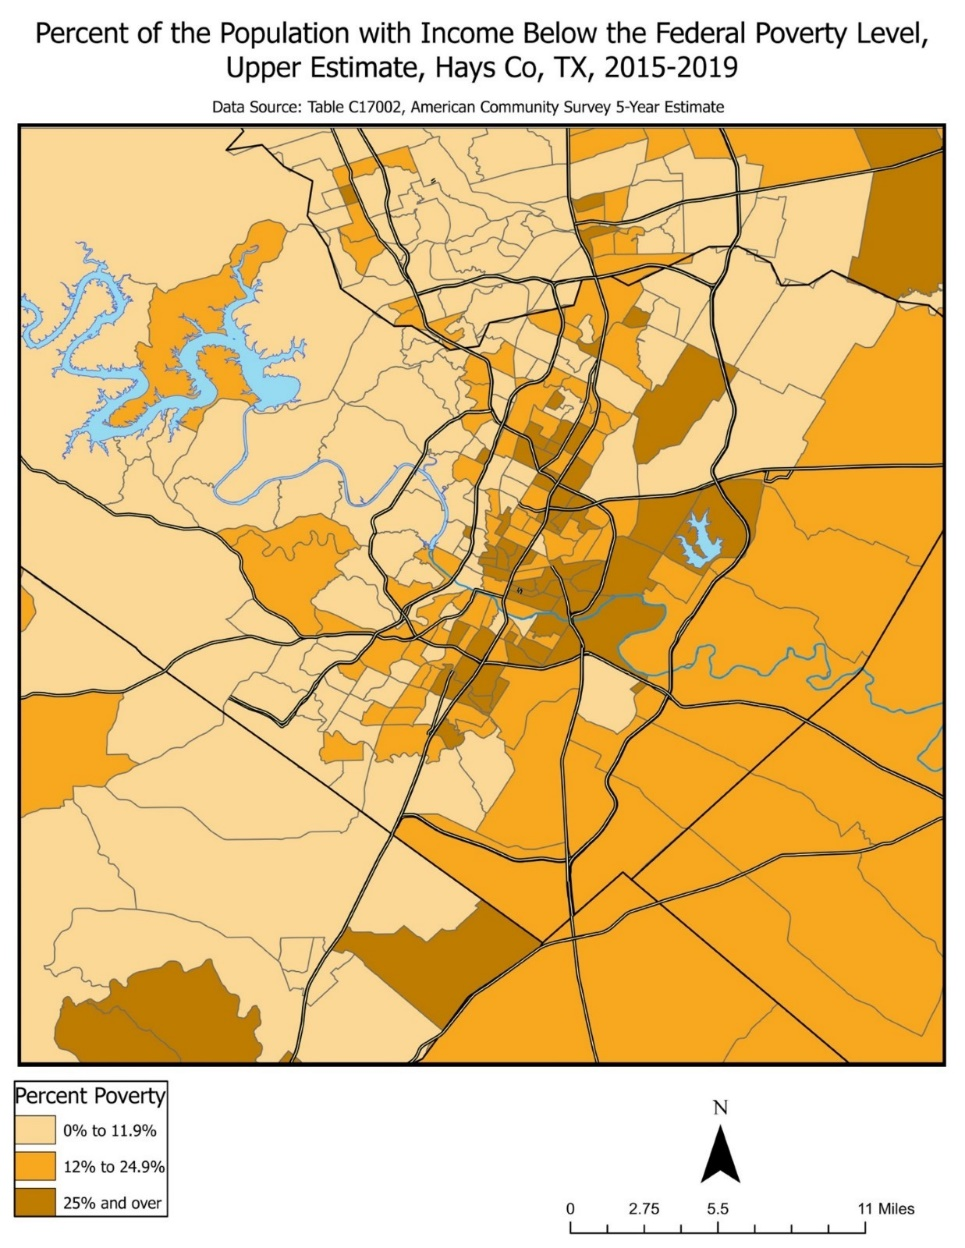 Percent of the Population with Income Below the Federal Poverty Level,
Upper Estimate, Hays Co, TX, 2015-2019
Data Source: Table C17002, American Community Survey 5-Year Estimate
Percent Poverty
0% to 11.9%
12% to 24.9%
25% and over
N
0 2.75 5.5 11 Miles